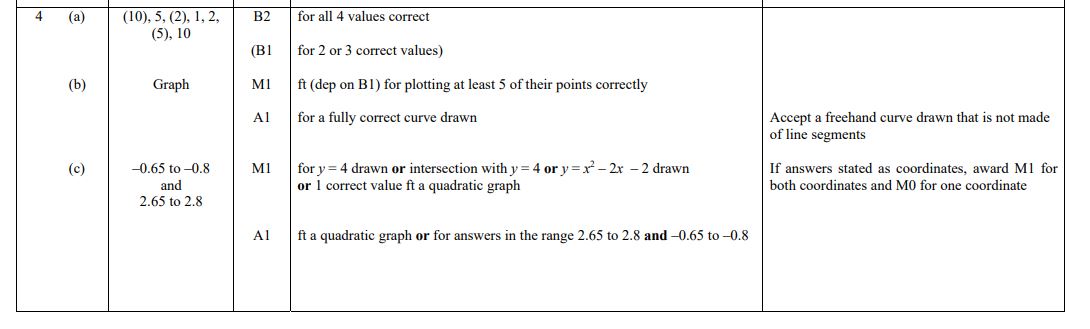 4 (a) (10), 5, (2), 1, 2, B2 for all 4 values correct
(5), 10
(B1 for 2 or 3 correct values)
(b) Graph M1 ft (dep on B1) for plotting at least 5 of their points correctly
A1 for a fully correct curve drawn Accept a freehand curve drawn that is not made
of line segments
(c) –0.65 to –0.8 M1 for y = 4 drawn or intersection with y = 4 or y = x² – 2x – 2 drawn If answers stated as coordinates, award M1 for
and or 1 correct value ft a quadratic graph both coordinates and M0 for one coordinate
2.65 to 2.8
A1 ft a quadratic graph or for answers in the range 2.65 to 2.8 and –0.65 to –0.8